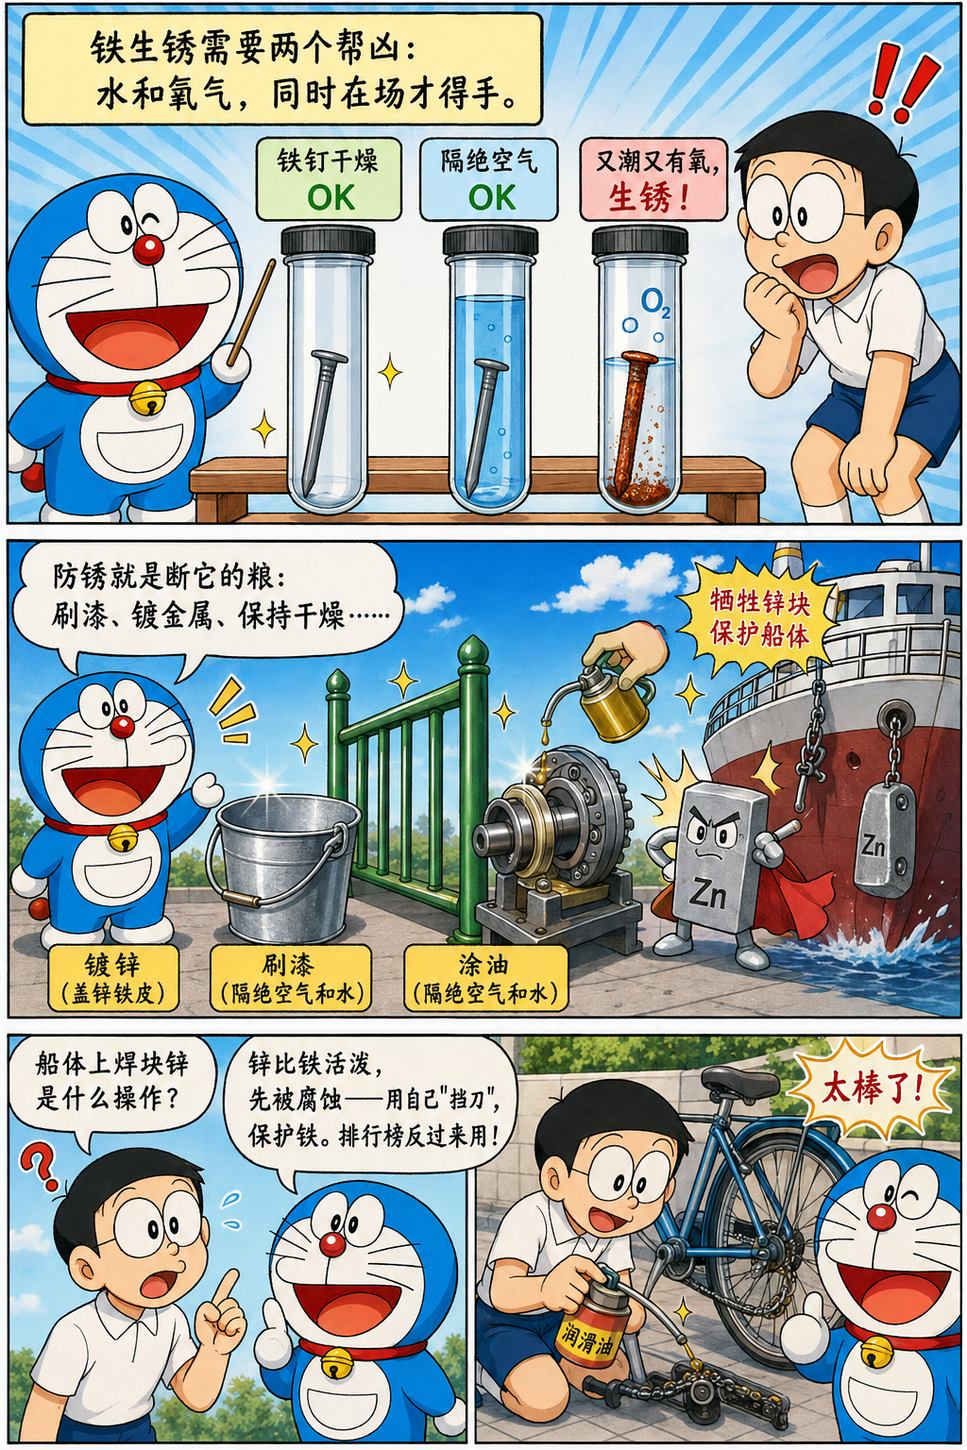 铁生锈需要两个帮凶：
水和氧气，同时在场才得手。
铁钉干燥
OK
隔绝空气
OK
又潮又有氧，
生锈！
!!
O₂
防锈就是断它的粮：
刷漆、镀金属、保持干燥……
牺牲锌块
保护船体
Zn
Zn
镀锌
（盖锌铁皮）
刷漆
（隔绝空气和水）
涂油
（隔绝空气和水）
船体上焊块锌
是什么操作？
?
锌比铁活泼，
先被腐蚀——用自己"挡刀"，
保护铁。排行榜反过来用！
太棒了！
润滑油